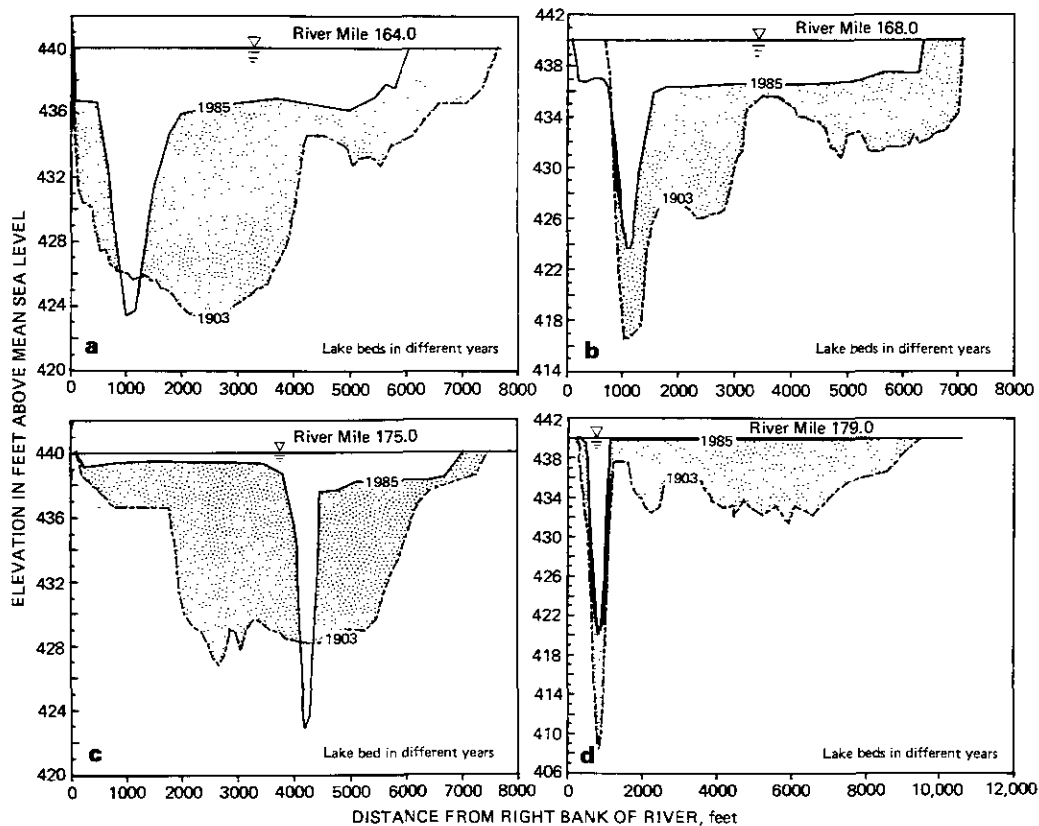 ELEVATION IN FEET ABOVE MEAN SEA LEVEL
River Mile 164.0
440
436
432
428
424
420
1985
1903
a
Lake beds in different years
0 1000 2000 3000 4000 5000 6000 7000 8000
River Mile 168.0
442
438
434
430
426
422
418
414
1985
1903
b
Lake beds in different years
0 1000 2000 3000 4000 5000 6000 7000 8000
River Mile 175.0
440
436
432
428
424
420
1985
1903
c
Lake bed in different years
0 1000 2000 3000 4000 5000 6000 7000 8000
River Mile 179.0
442
438
434
430
426
422
418
414
410
406
1985
1903
d
Lake beds in different years
0 2000 4000 6000 8000 10,000 12,000
DISTANCE FROM RIGHT BANK OF RIVER, feet